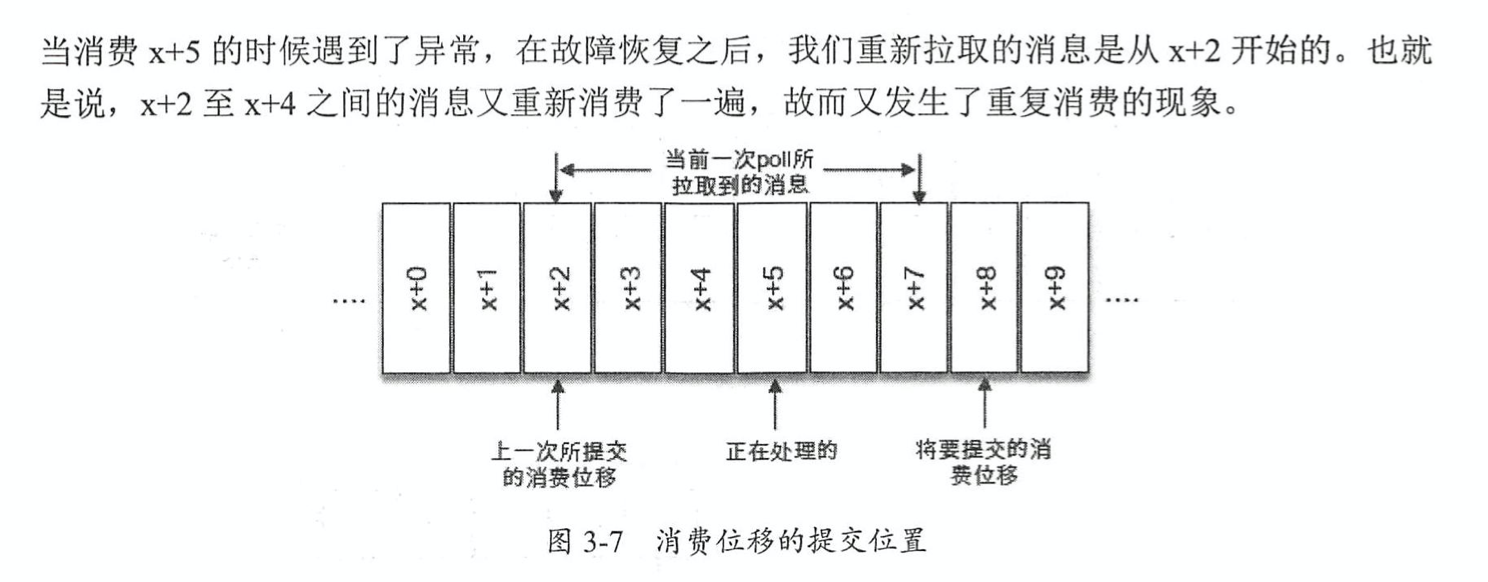 当消费 x+5 的时候遇到了异常，在故障恢复之后，我们重新拉取的消息是从 x+2 开始的。也就
是说，x+2 至 x+4 之间的消息又重新消费了一遍，故而又发生了重复消费的现象。
当前一次poll所
拉取到的消息
....
x+0
x+1
x+2
x+3
x+4
x+5
x+6
x+7
x+8
x+9
....
上一次所提交
的消费位移
正在处理的
将要提交的消
费位移
图 3-7 消费位移的提交位置